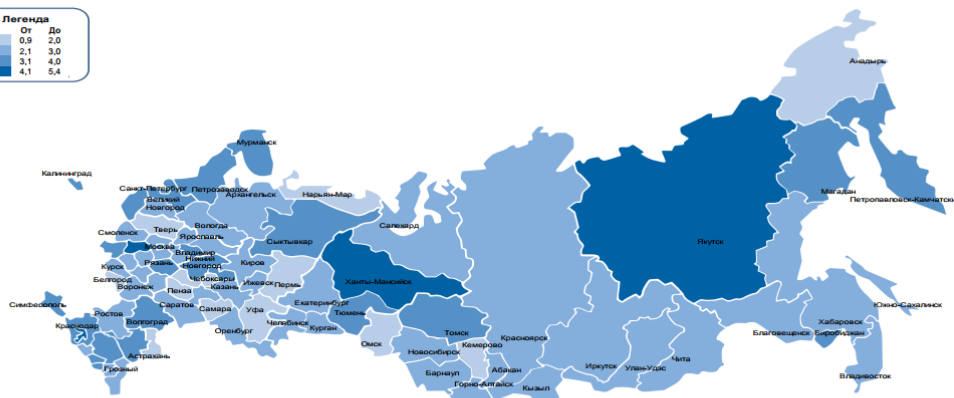 Легенда
От До
0,9 2,0
2,1 3,0
3,1 4,0
4,1 5,4
Анадырь
Мурманск
Калининград
Санкт-Петербург
Петрозаводск
Великий
Новгород
Архангельск
Нарьян-Мар
Магадан
Петропавловск-Камчатки
Смоленск
Тверь
Вологда
Ярославль
Салехард
Сыктывкар
Якутск
Москва
Владимир
Рязань
Нижний
Новгород
Киров
Курск
Белгород
Воронеж
Чебоксары
Казань
Ижевск
Пермь
Ханты-Мансийск
Пенза
Саратов
Самара
Уфа
Екатеринбург
Тюмень
Симфесополь
Краснодар
Ростов
Волгоград
Оренбург
Челябинск
Курган
Южно-Сахалинск
Хабаровск
Биробиджан
Благовещенск
Астрахань
Грозный
Омск
Томск
Новосибирск
Кемерово
Красноярск
Барнаул
Абакан
Горно-Алтайск
Кызыл
Иркутск
Улан-Удэс
Чита
Владивосток